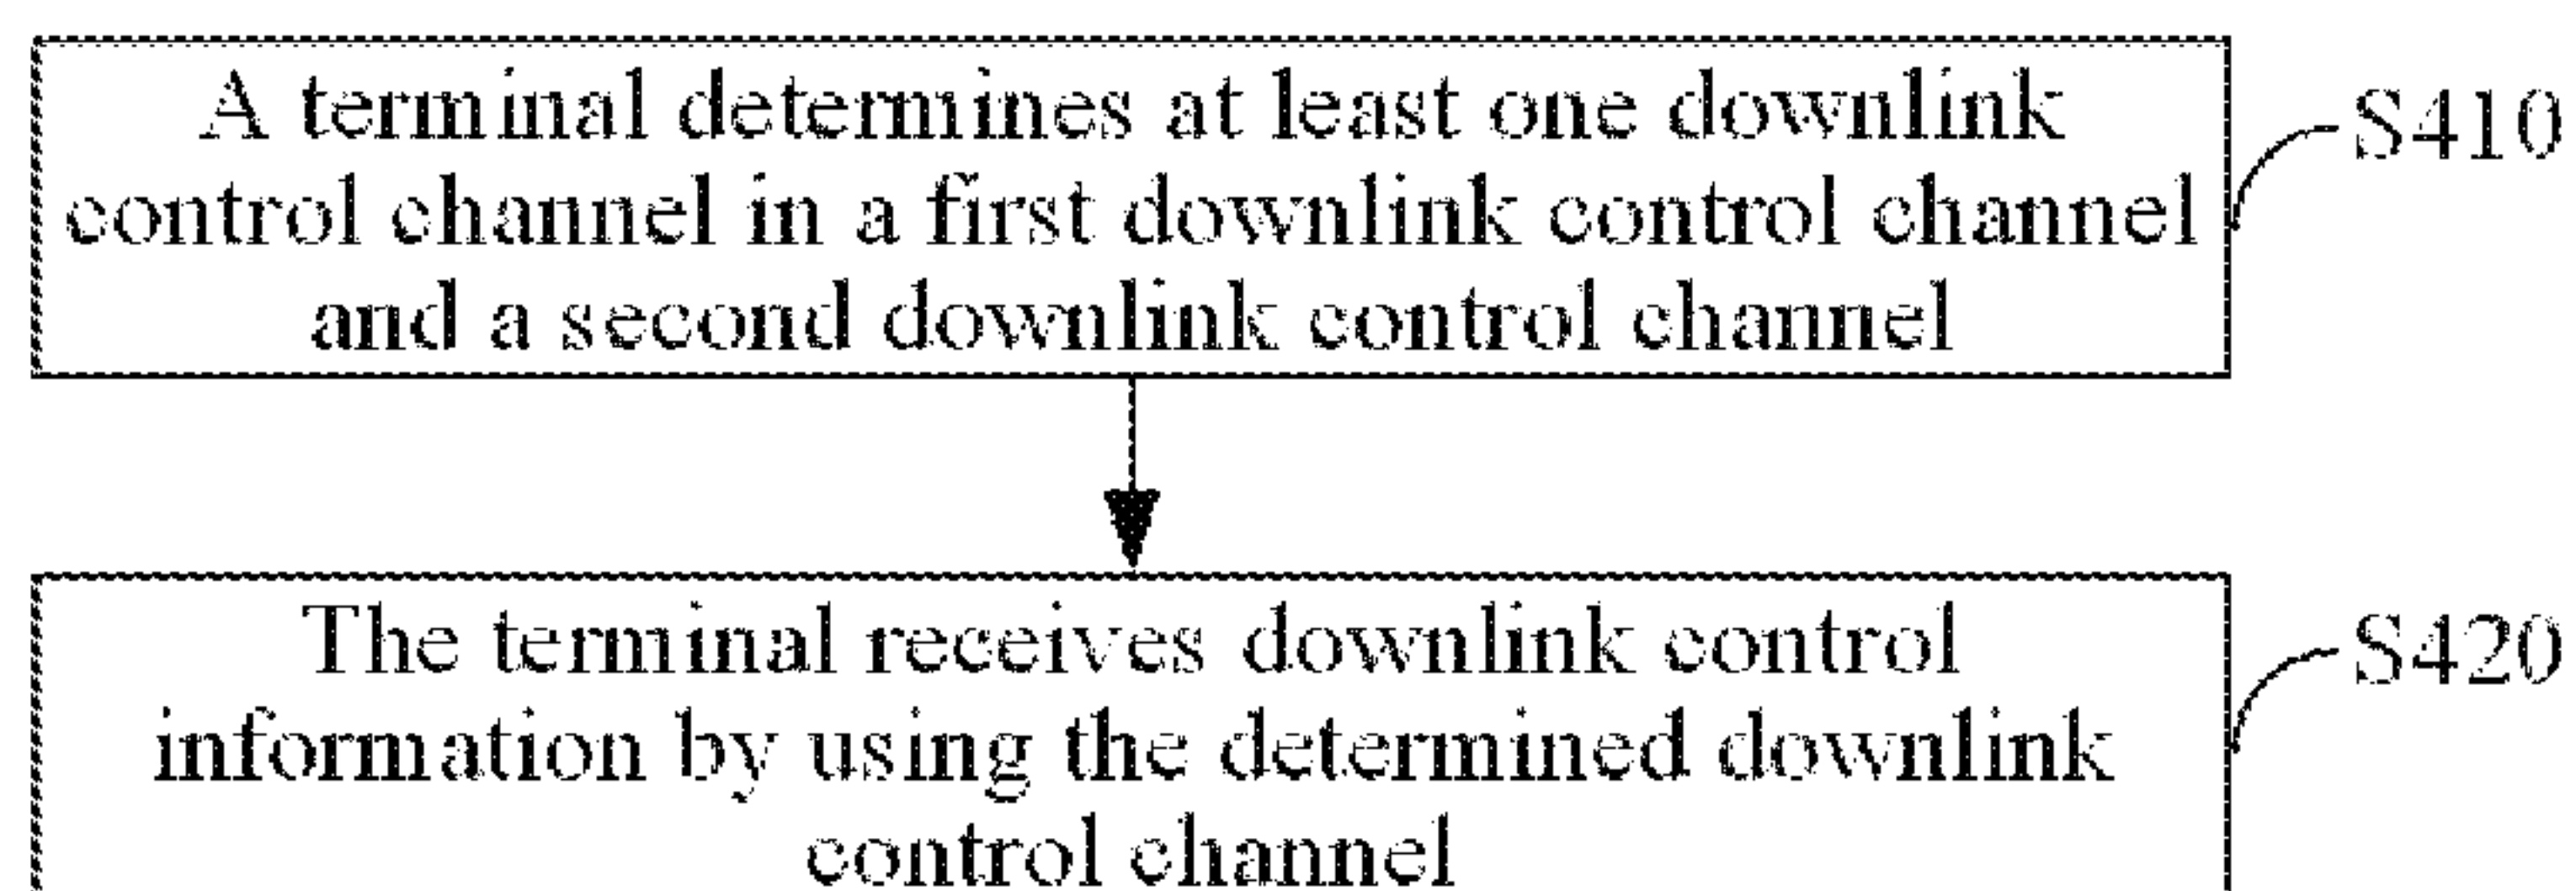 A terminal determines at least one downlink
control channel in a first downlink control channel
and a second downlink control channel
S410
The terminal receives downlink control
information by using the determined downlink
control channel
S420